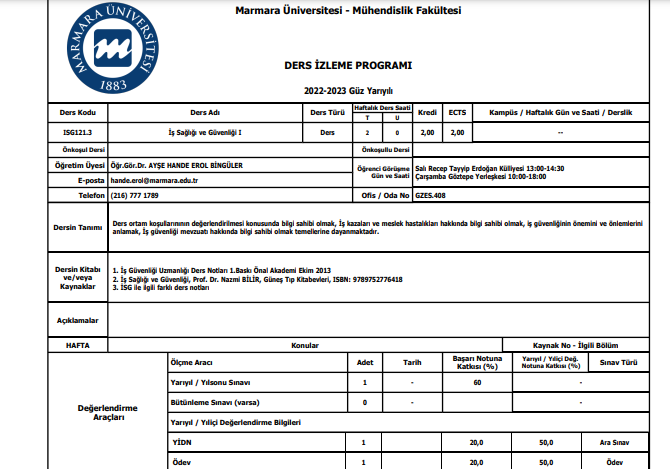 MARMARA ÜNİVERSİTESİ
1883
Marmara Üniversitesi - Mühendislik Fakültesi
DERS İZLEME PROGRAMI
2022-2023 Güz Yarıyılı
Ders Kodu Ders Adı Ders Türü Haftalık Ders Saati Kredi ECTS Kampüs / Haftalık Gün ve Saati / Derslik
T U
ISG121.3 İş Sağlığı ve Güvenliği I Ders 2 0 2,00 2,00 --
Önkoşul Dersi Önkoşullu Dersi
Öğretim Üyesi Öğr.Gör.Dr. AYŞE HANDE EROL BİNGÜLER Öğrenci Görüşme Gün ve Saati Salı Recep Tayyip Erdoğan Külliyesi 13:00-14:30
E-posta hande.erol@marmara.edu.tr Çarşamba Göztepe Yerleşkesi 10:00-18:00
Telefon (216) 777 1789 Ofis / Oda No GZES.408
Dersin Tanımı Ders ortam koşullarınının değerlendirilmesi konusunda bilgi sahibi olmak, İş kazaları ve meslek hastalıkları hakkında bilgi sahibi olmak, iş güvenliğinin önemini ve önlemlerini
anlamak, İş güvenliği mevzuatı hakkında bilgi sahibi olmak temellerine dayanmaktadır.
Dersin Kitabı
ve/veya
Kaynaklar
1. İş Güvenliği Uzmanlığı Ders Notları 1.Baskı Önal Akademi Ekim 2013
2. İş Sağlığı ve Güvenliği, Prof. Dr. Nazmi BİLİR, Güneş Tıp Kitabevleri, ISBN: 9789752776418
3. ISG ile ilgili farklı ders notları
Açıklamalar
HAFTA Konular Kaynak No - İlgili Bölüm
Değerlendirme
Araçları
Ölçme Aracı Adet Tarih Başarı Notuna Katkısı (%) Yarıyıl / Yıliçi Değ. Notuna Katkısı (%) Sınav Türü
Yarıyıl / Yılsonu Sınavı 1 - 60 -
Bütünleme Sınavı (varsa) 0 - -
Yarıyıl / Yıliçi Değerlendirme Bilgileri
YİDN 1 20,0 50,0 Ara Sınav
Ödev 1 20,0 50,0 Ödev